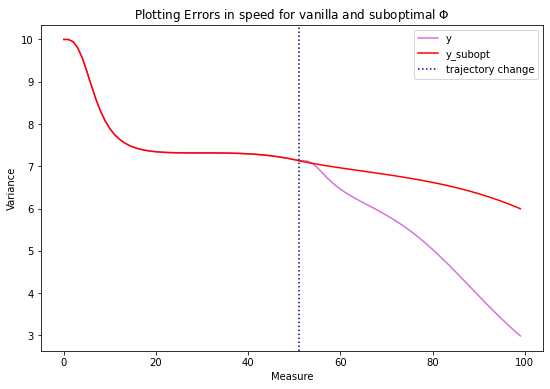 Plotting Errors in speed for vanilla and suboptimal Φ
y
y_subopt
trajectory change
Variance
10
9
8
7
6
5
4
3
0 20 40 60 80 100
Measure